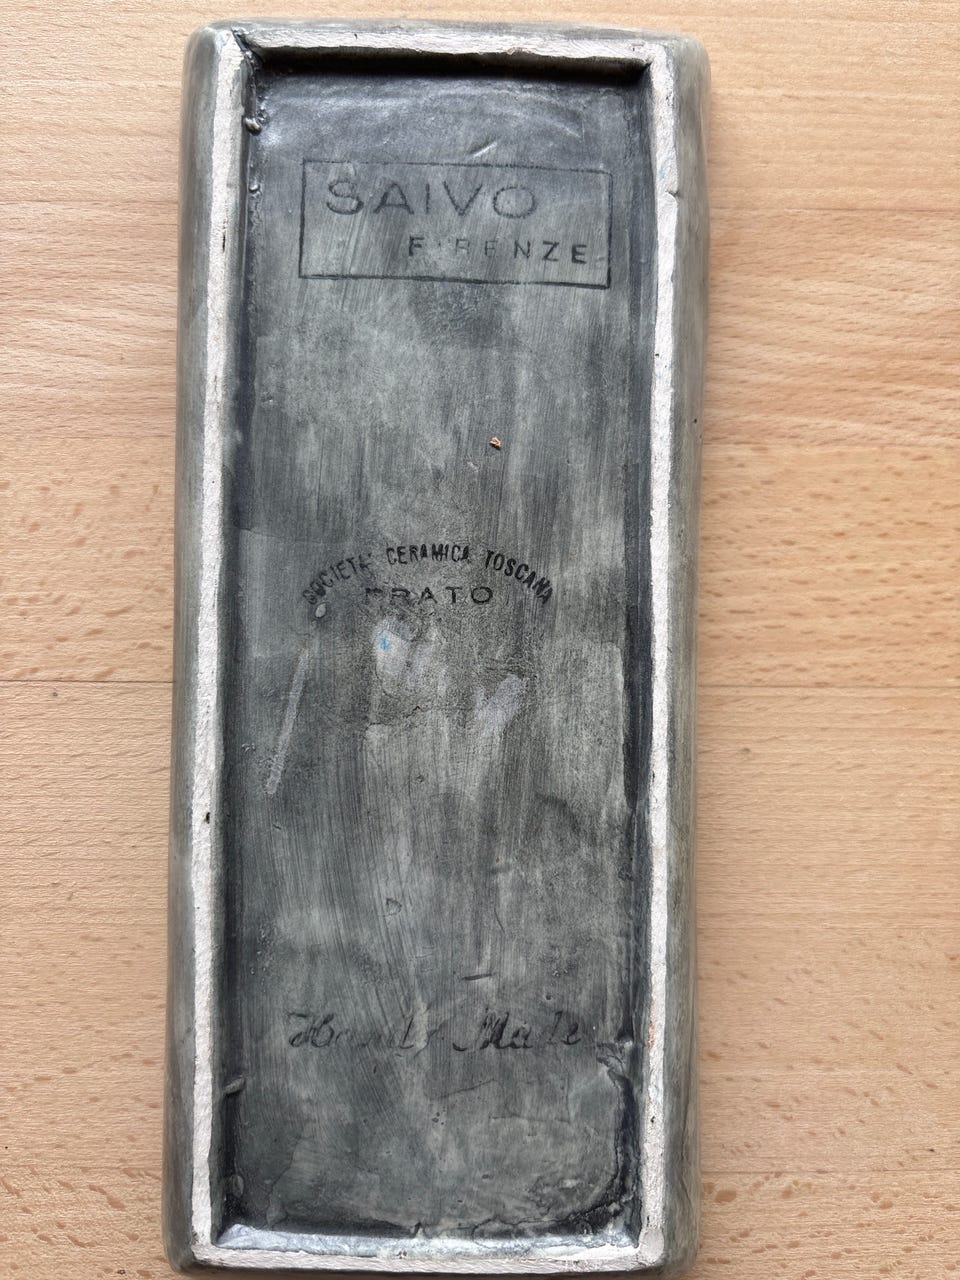 SAIVO
FIRENZE
SOCIETA' CERAMICA TOSCANA
PRATO
Hand Made